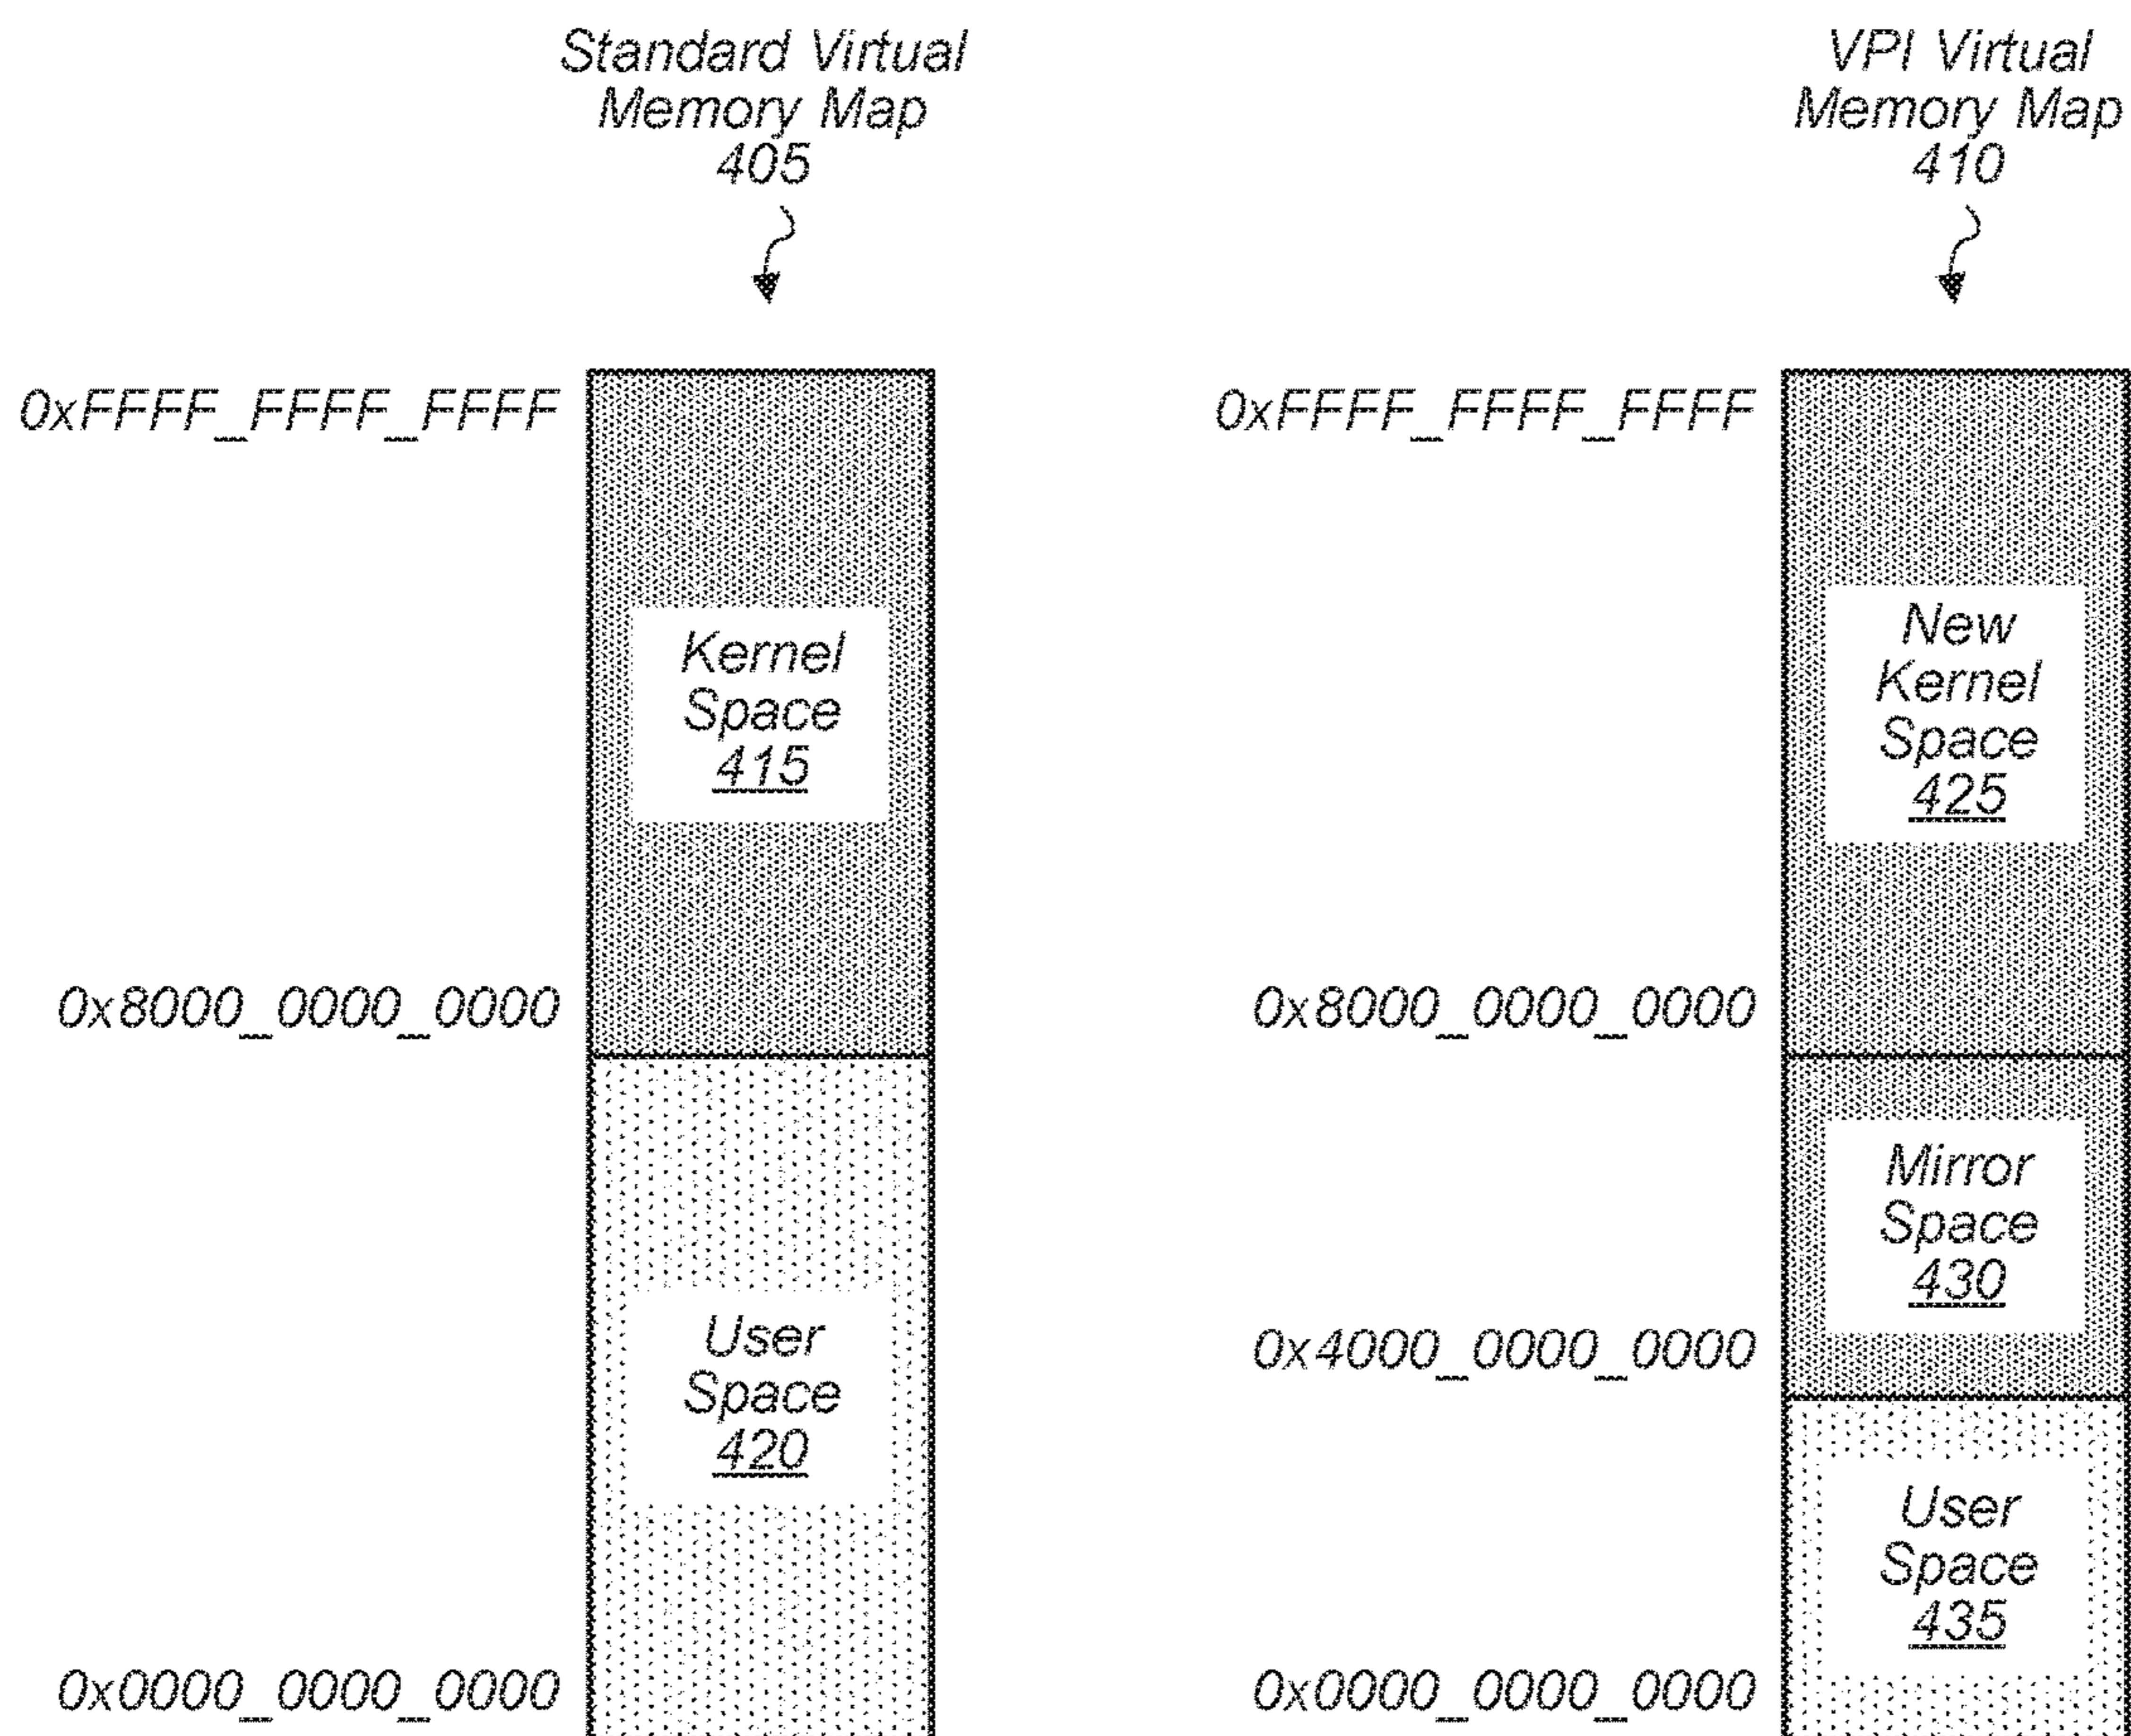 Standard Virtual
Memory Map
405
0xFFFF_FFFF_FFFF
Kernel
Space
415
0x8000_0000_0000
User
Space
420
0x0000_0000_0000
VPI Virtual
Memory Map
410
0xFFFF_FFFF_FFFF
New
Kernel
Space
425
0x8000_0000_0000
Mirror
Space
430
0x4000_0000_0000
User
Space
435
0x0000_0000_0000